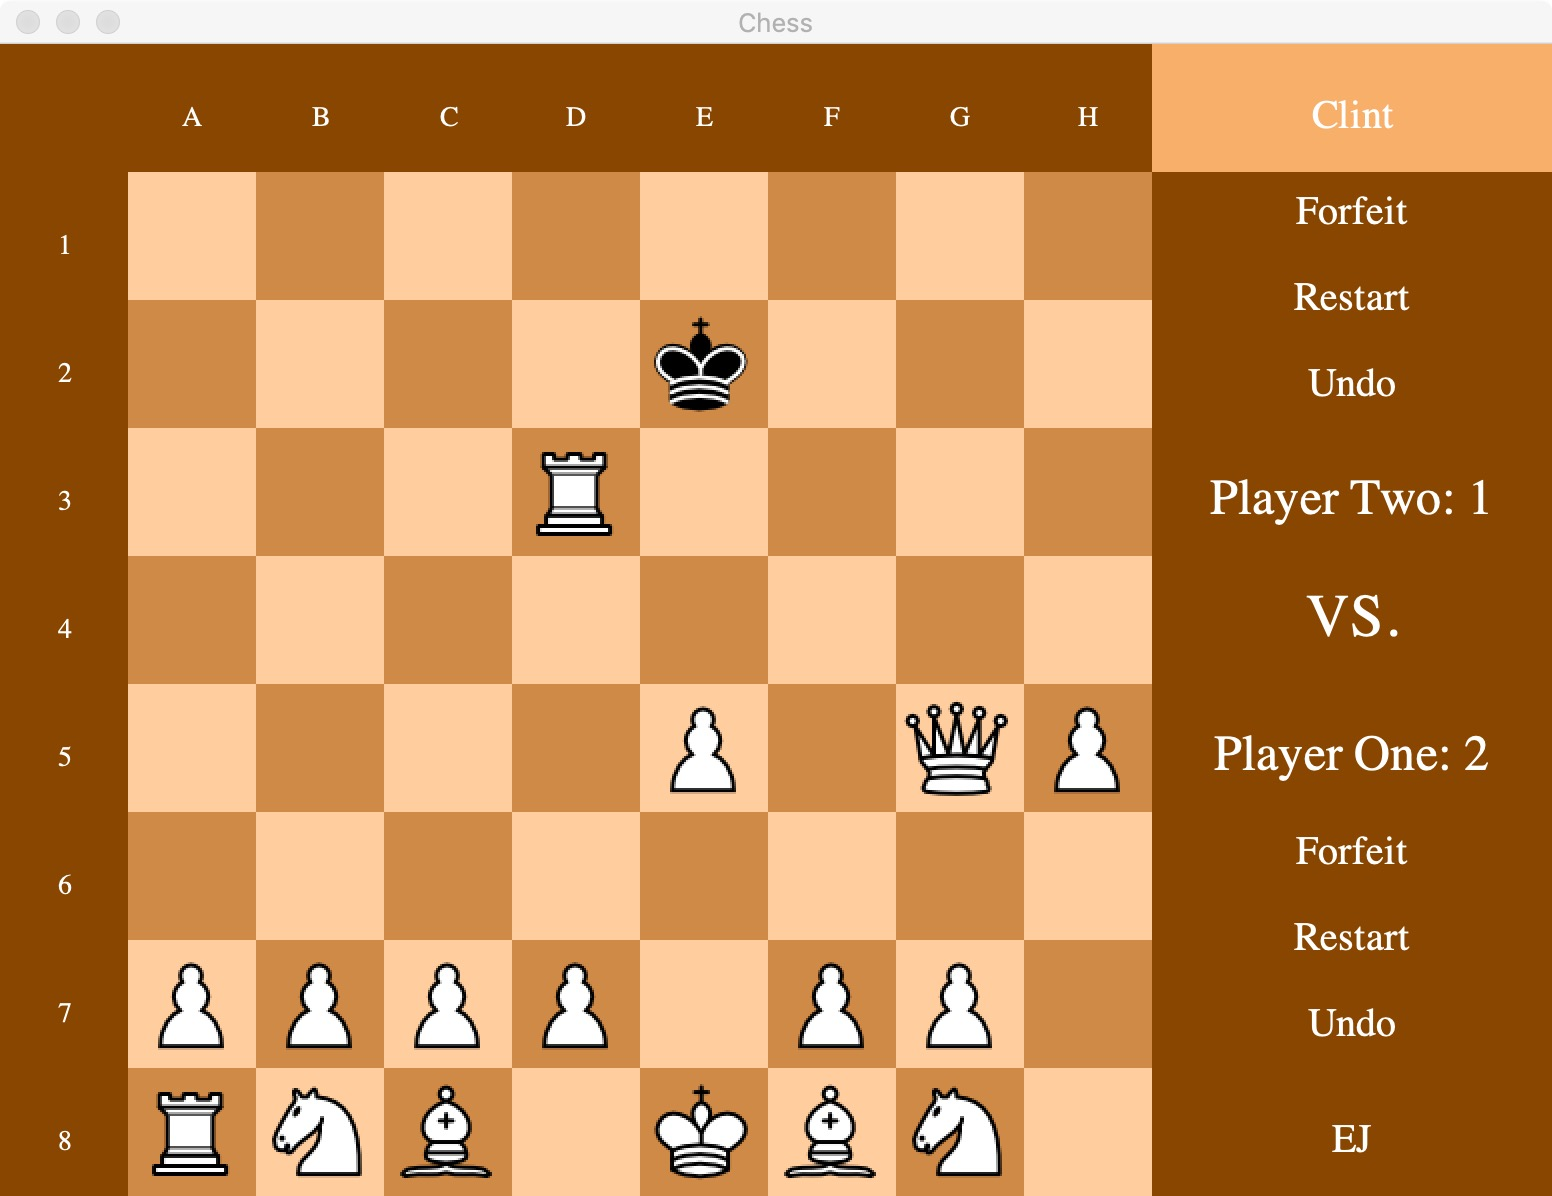 Chess
A B C D E F G H
Clint
1
Forfeit
Restart
2
Undo
3
Player Two: 1
4
VS.
5
Player One: 2
6
Forfeit
Restart
7
Undo
8
EJ